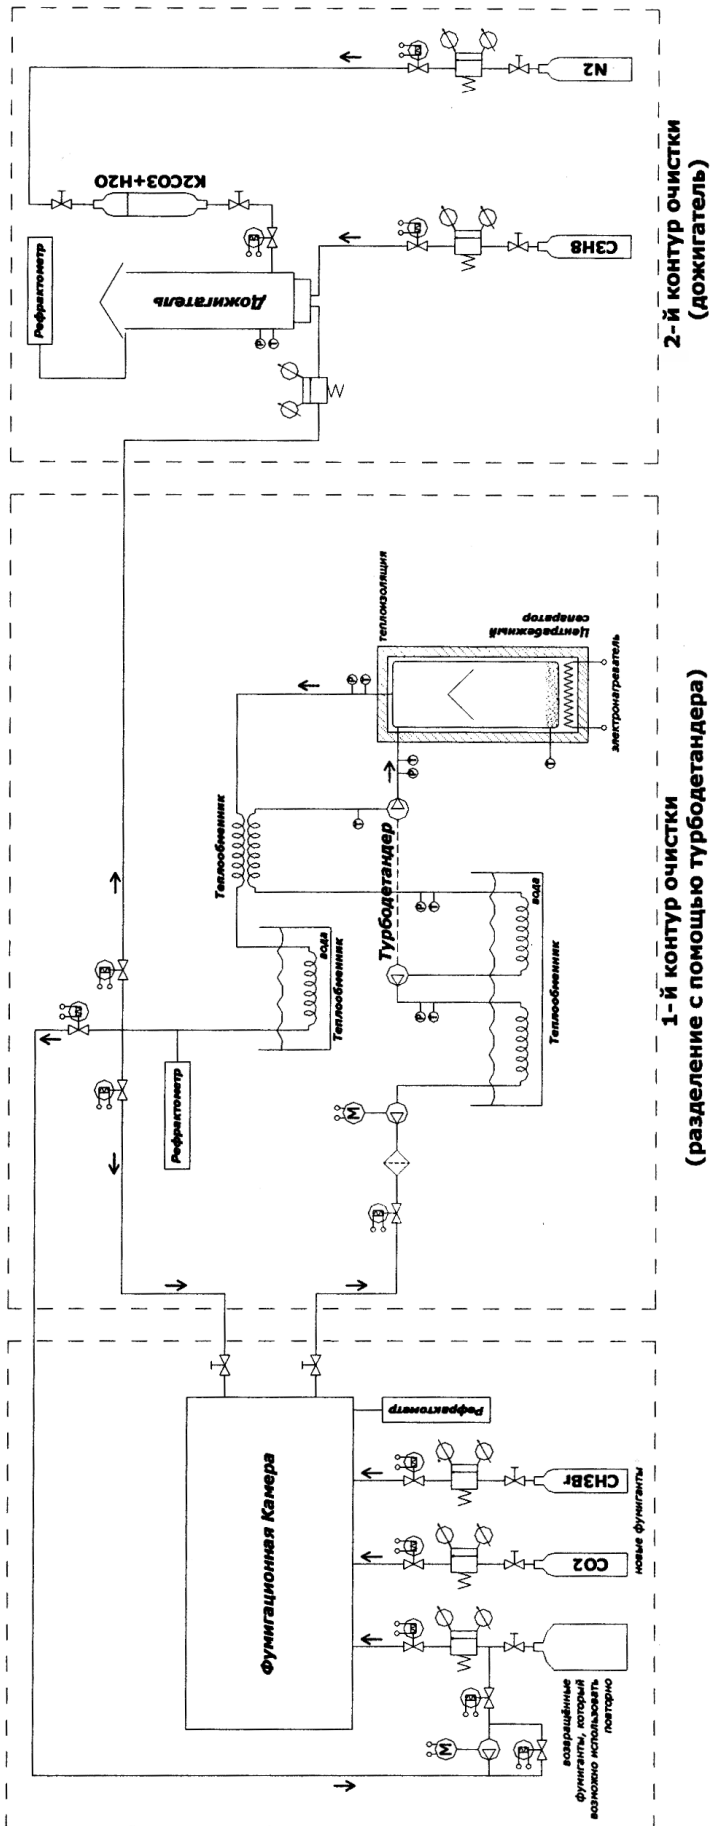 N2
K2CO3+H2O
C3H8
Рефрактометр
Дожигатель
P
T
2-й контур очистки
(дожигатель)
теплоизоляция
Центрабежный
сепаратор
электронагреватель
P
T
T
P
T
Теплообменник
T
Турбодетандер
P
T
вода
Теплообменник
вода
Теплообменник
P
T
M
Рефрактометр
1-й контур очистки
(разделение с помощью турбодетандера)
Фумигационная Камера
Рефрактометр
CH3Br
CO2
новые фумиганты
возвращённые
фумиганты, который
возможно использовать
повторно
M